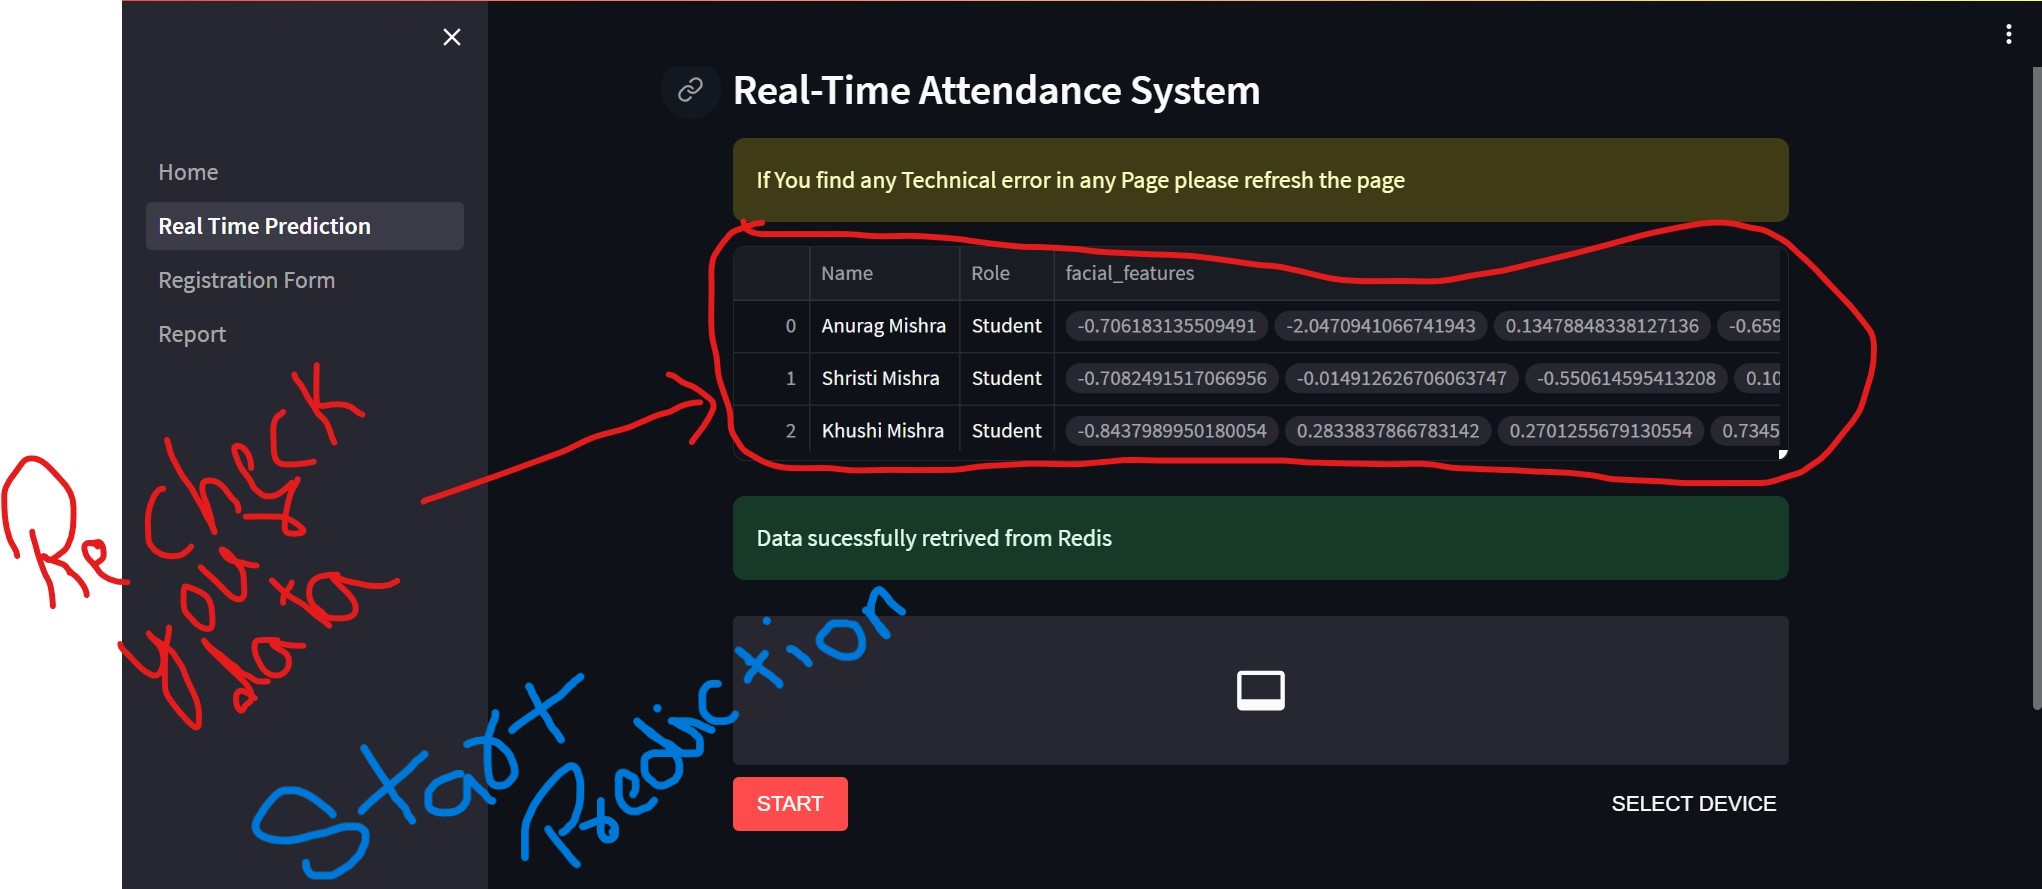 Real-Time Attendance System
Home
Real Time Prediction
Registration Form
Report
If You find any Technical error in any Page please refresh the page
Name Role facial_features
0 Anurag Mishra Student -0.706183135509491 -2.0470941066741943 0.13478848338127136 -0.659
1 Shristi Mishra Student -0.7082491517066956 -0.014912626706063747 -0.550614595413208 0.10
2 Khushi Mishra Student -0.8437989950180054 0.2833837866783142 0.2701255679130554 0.7345
Data sucessfully retrived from Redis
START
SELECT DEVICE
Re Check
your
data
Start
Prediction